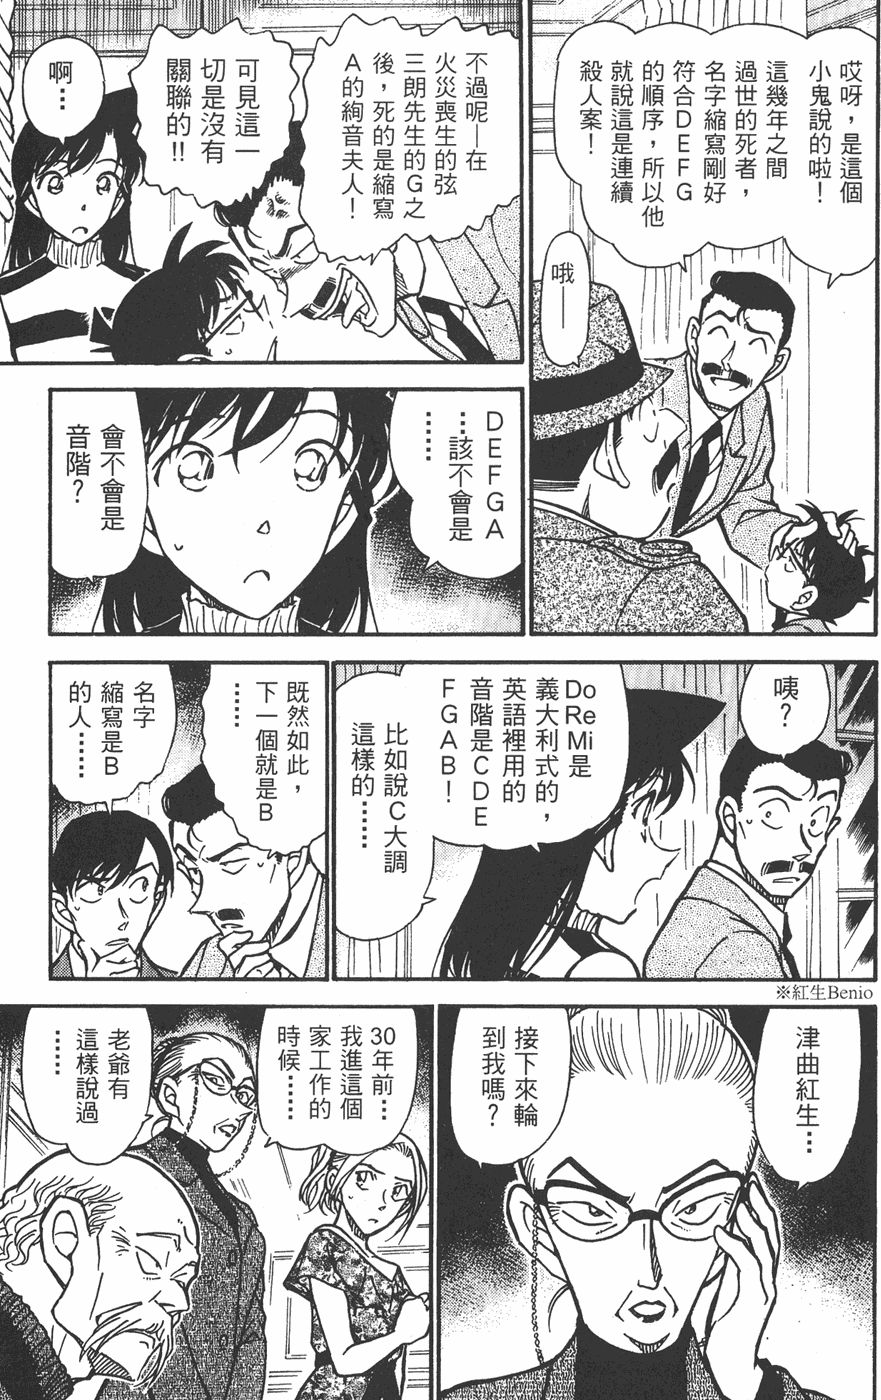 哎呀，是這個
小鬼說的啦！
這幾年之間
過世的死者，
名字縮寫剛好
符合DEFG
的順序，所以他
就說這是連續
殺人案！
哦──
不過呢─在
火災喪生的弦
三朗先生的G之
後，死的是縮寫
A的絢音夫人！
可見這一
切是沒有
關聯的!!
啊…
DEFGA
…該不會是
……
會不會是
音階？
咦？
Do Re Mi是
義大利式的，
英語裡用的
音階是CDE
FGAB！
比如說C大調
這樣的……
既然如此，
下一個就是B
……
名字
縮寫是B
的人……
※紅生Benio
津曲紅生…
接下來輪
到我嗎？
30年前…
我進這個
家工作的
時候……
老爺有
這樣說過
……